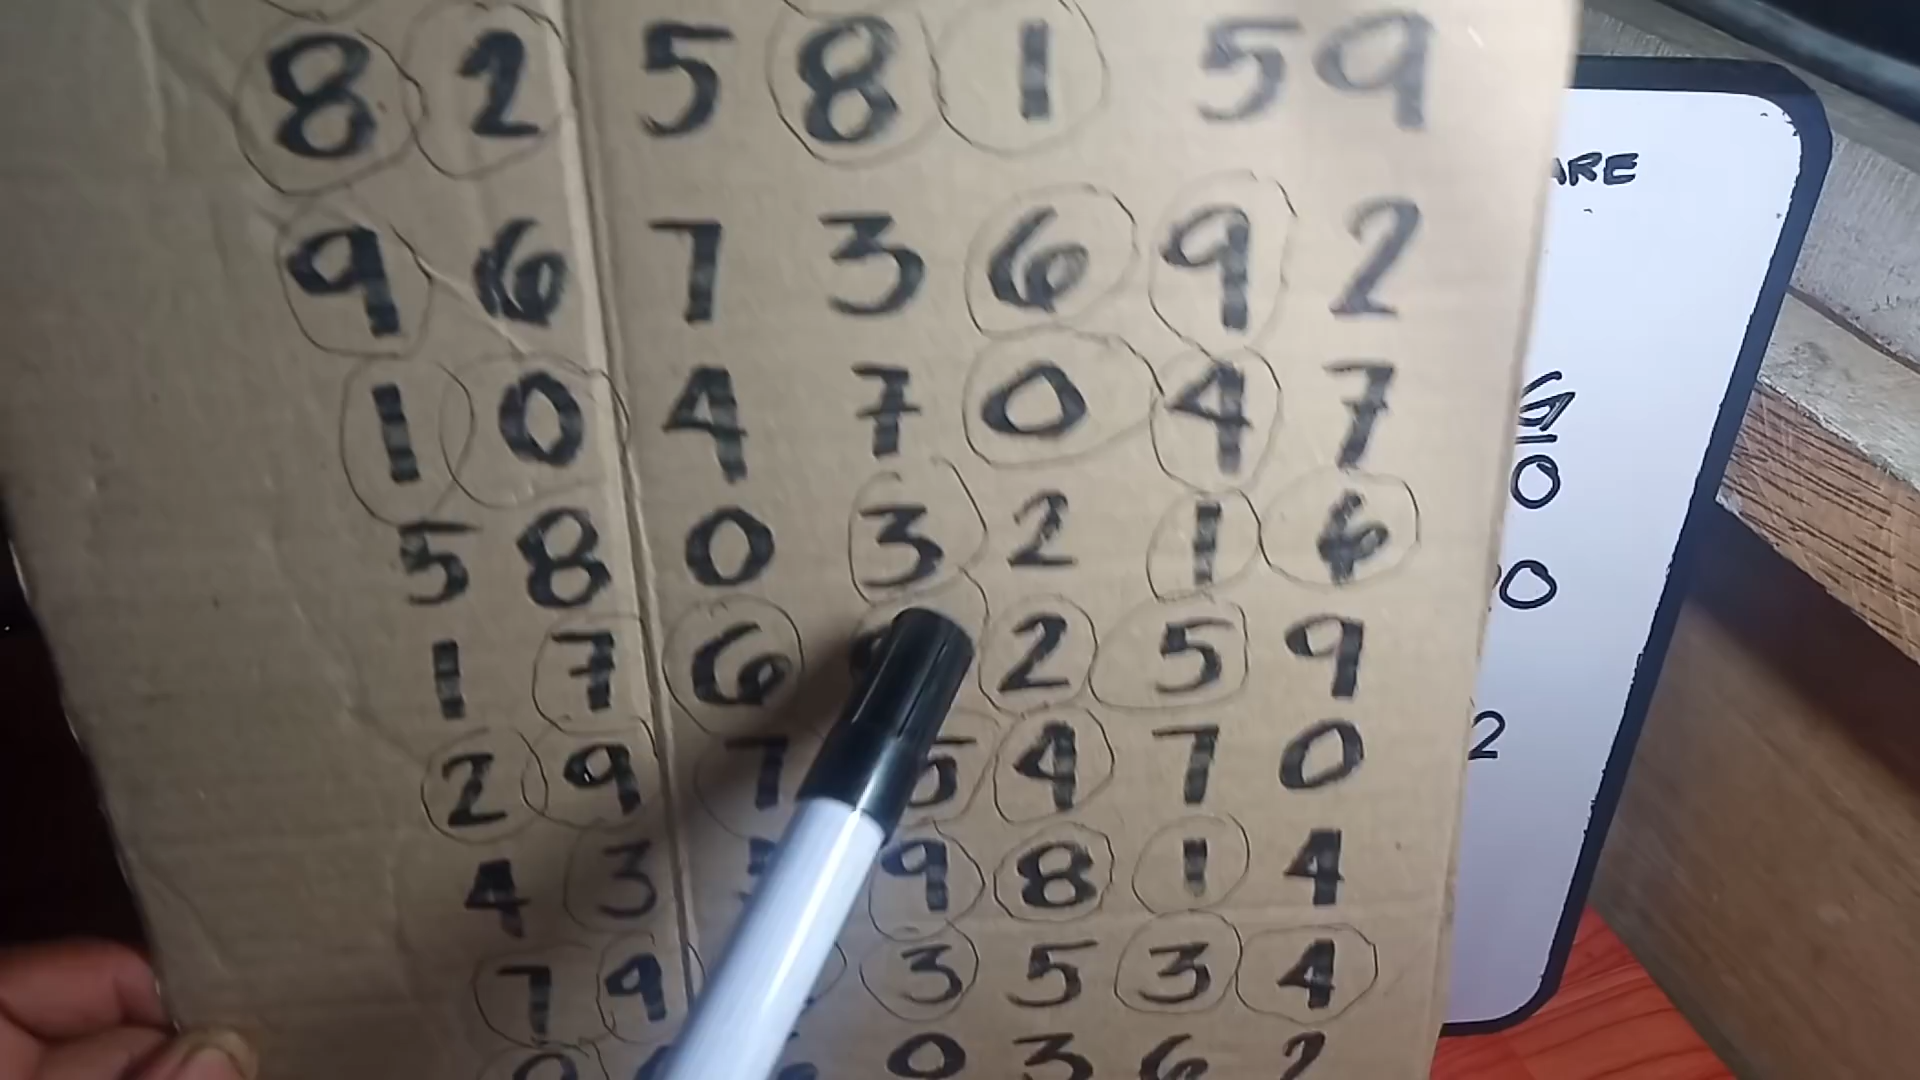 8 2 5 8 1 5 9
9 6 7 3 6 9 2
1 0 4 7 0 4 7
5 8 0 3 2 1 6
1 7 6 2 5 9
2 9 7 5 4 7 0
4 3 9 8 1 4
7 9 3 5 3 4
0 3 6 2
ARE
G
0
0
2